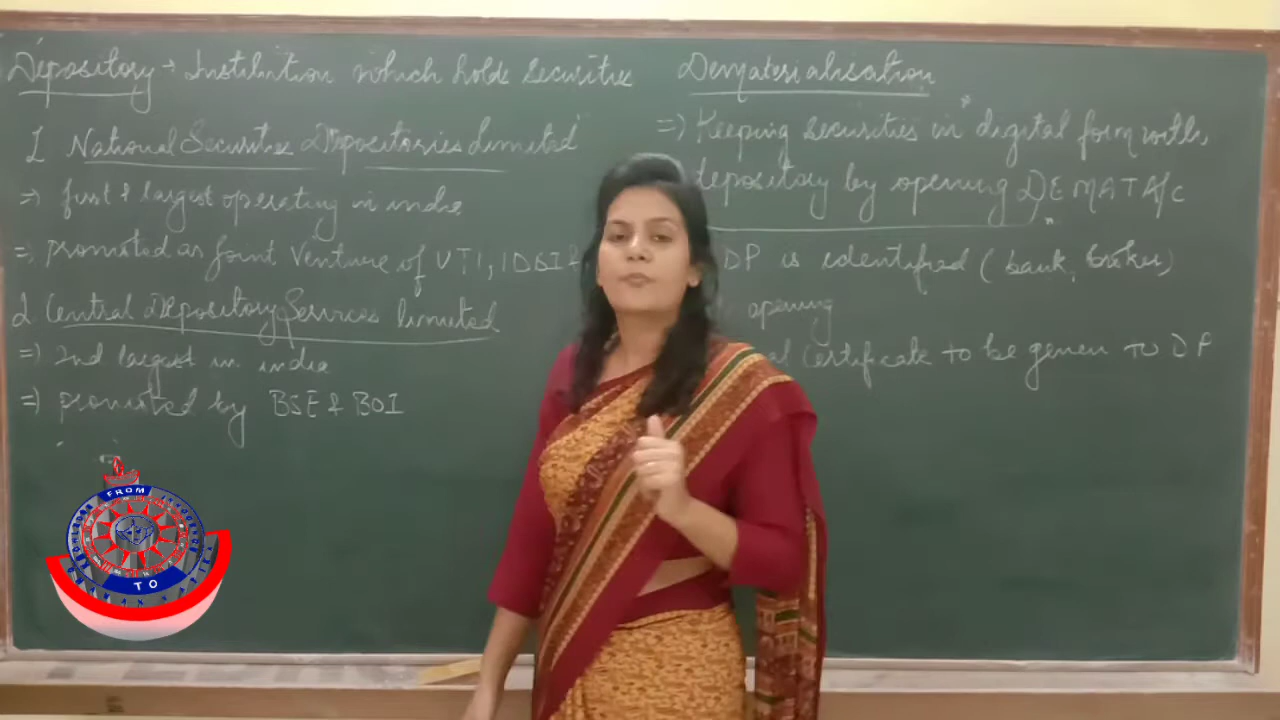 Depository → Institution which holds securities
1 National Securities Depositories Limited
⇒ first & largest operating in india
⇒ promoted as Joint Venture of UTI, IDBI &
2 Central Depository Services limited
⇒ 2nd largest in india
⇒ promoted by BSE & BOI
Dematerialisation
⇒ Keeping securities in digital form with
depository by opening DEMAT A/c
DP is identified (bank, broker)
opening
Certificate to be given to DP
FROM
TO